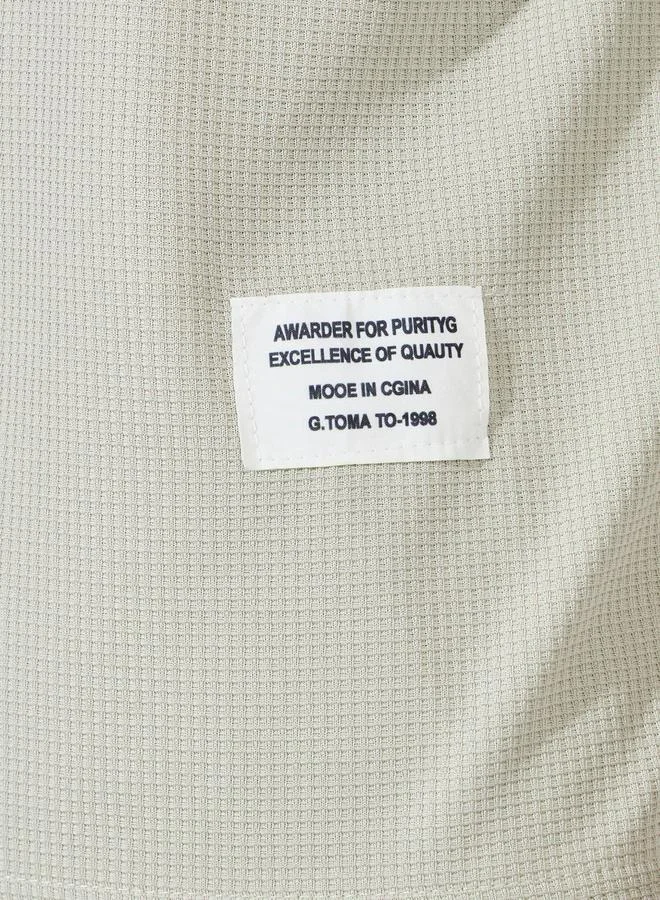 AWARDER FOR PURITYG
EXCELLENCE OF QUAUTY
MOOE IN CGINA
G.TOMA TO-1998